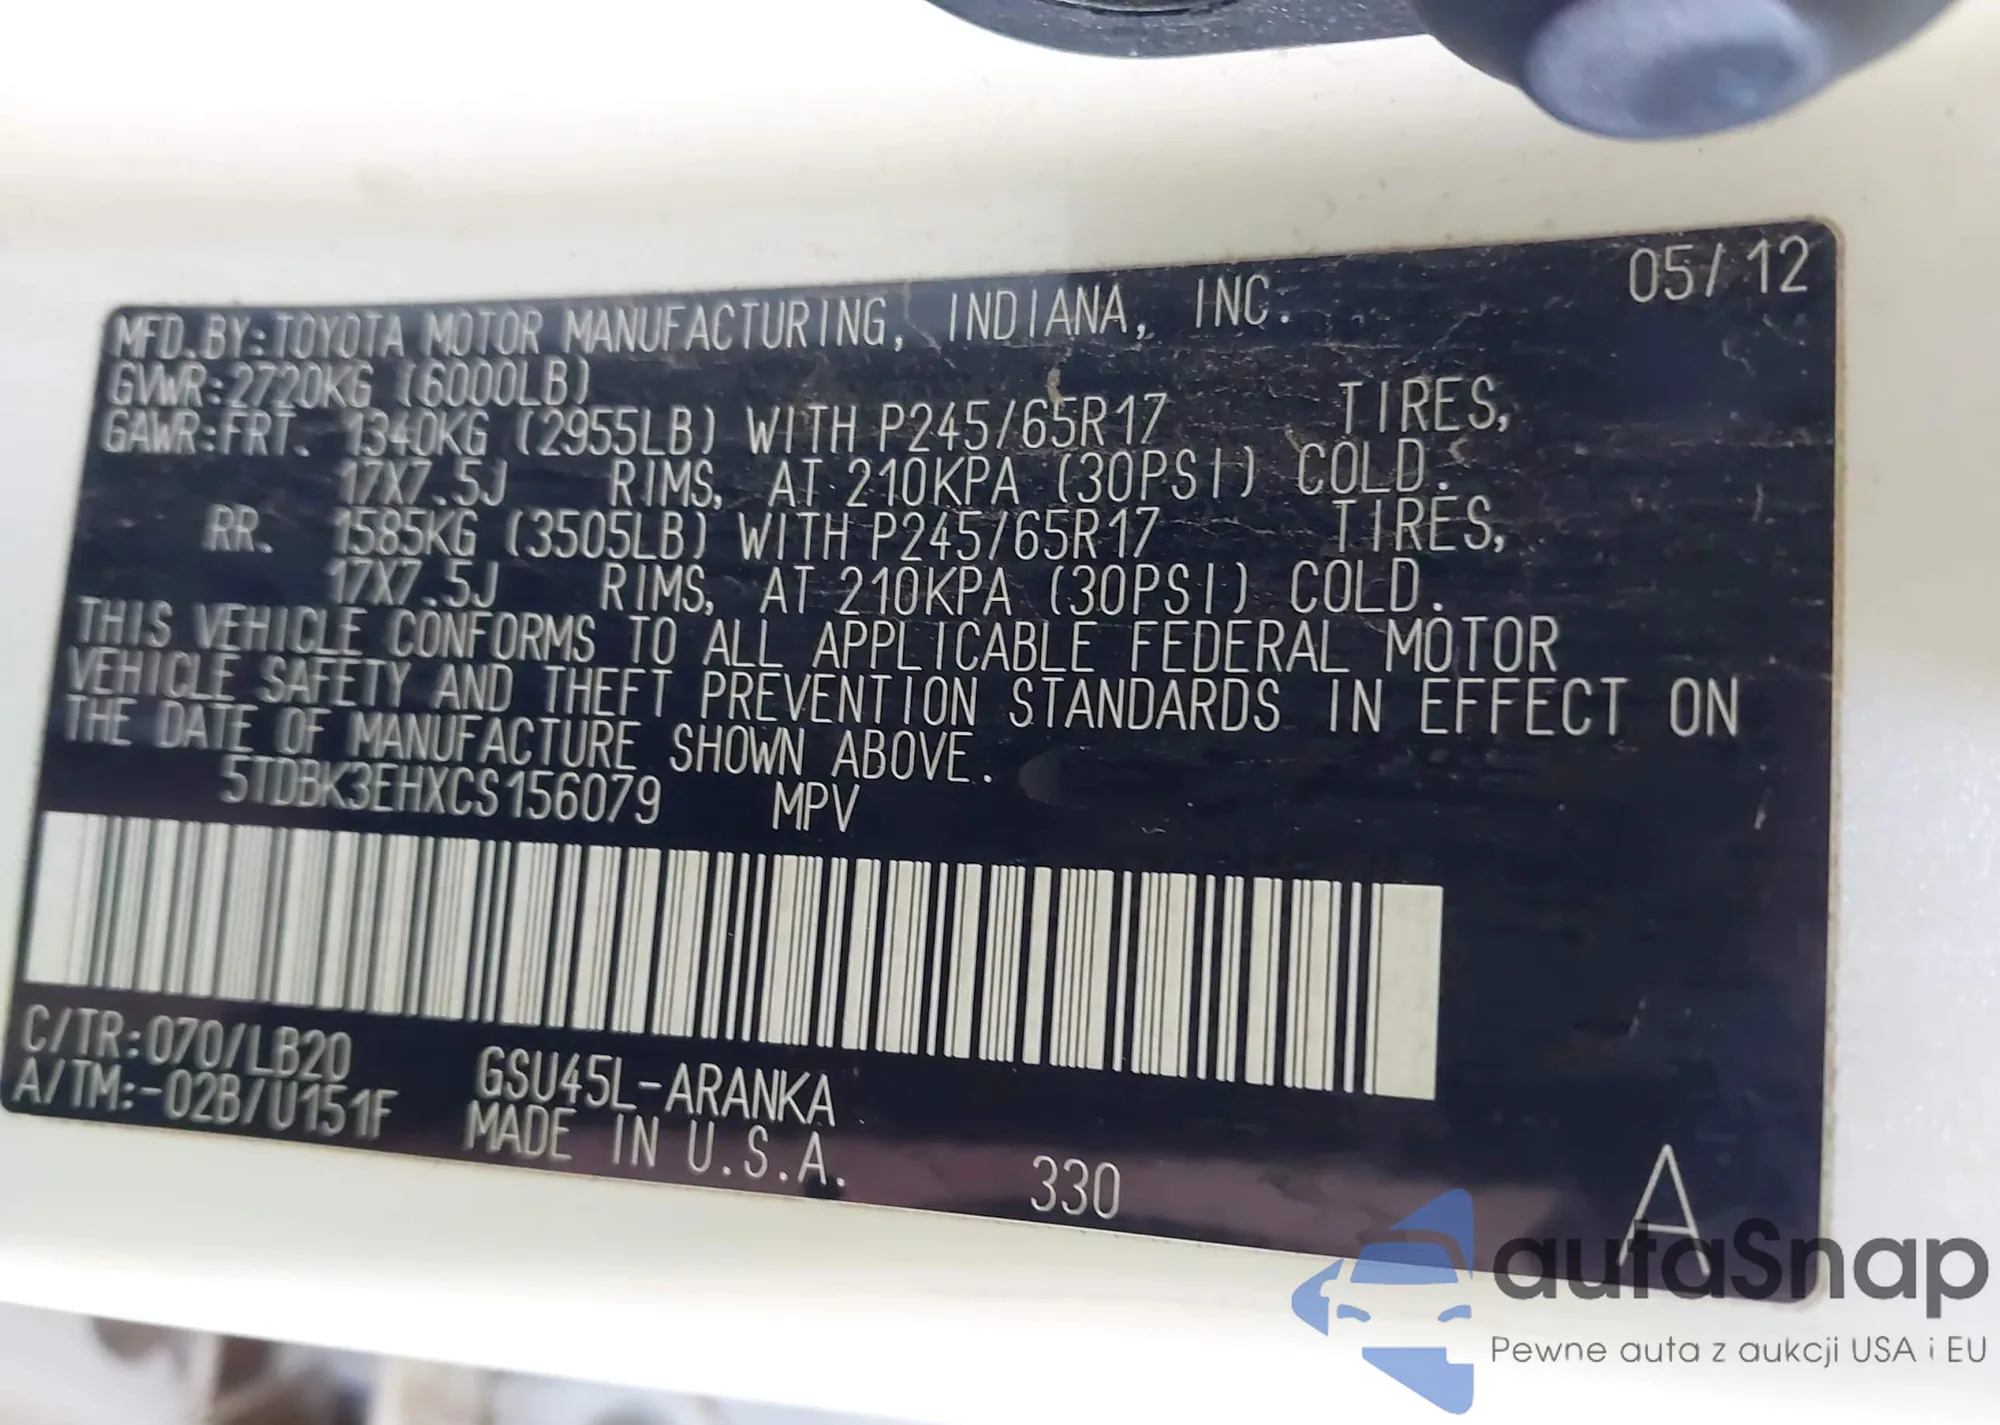 05/12
MFD.BY:TOYOTA MOTOR MANUFACTURING, INDIANA, INC.
GVWR:2720KG (6000LB)
GAWR:FRT. 1340KG (2955LB) WITH P245/65R17 TIRES,
17X7.5J RIMS, AT 210KPA (30PSI) COLD.
RR. 1585KG (3505LB) WITH P245/65R17 TIRES,
17X7.5J RIMS, AT 210KPA (30PSI) COLD.
THIS VEHICLE CONFORMS TO ALL APPLICABLE FEDERAL MOTOR
VEHICLE SAFETY AND THEFT PREVENTION STANDARDS IN EFFECT ON
THE DATE OF MANUFACTURE SHOWN ABOVE.
5TDBK3EHXCS156079 MPV
C/TR:070/LB20
A/TM:-02B/U151F
GSU45L-ARANKA
MADE IN U.S.A.
330
A
autaSnap
Pewne auta z aukcji USA i EU